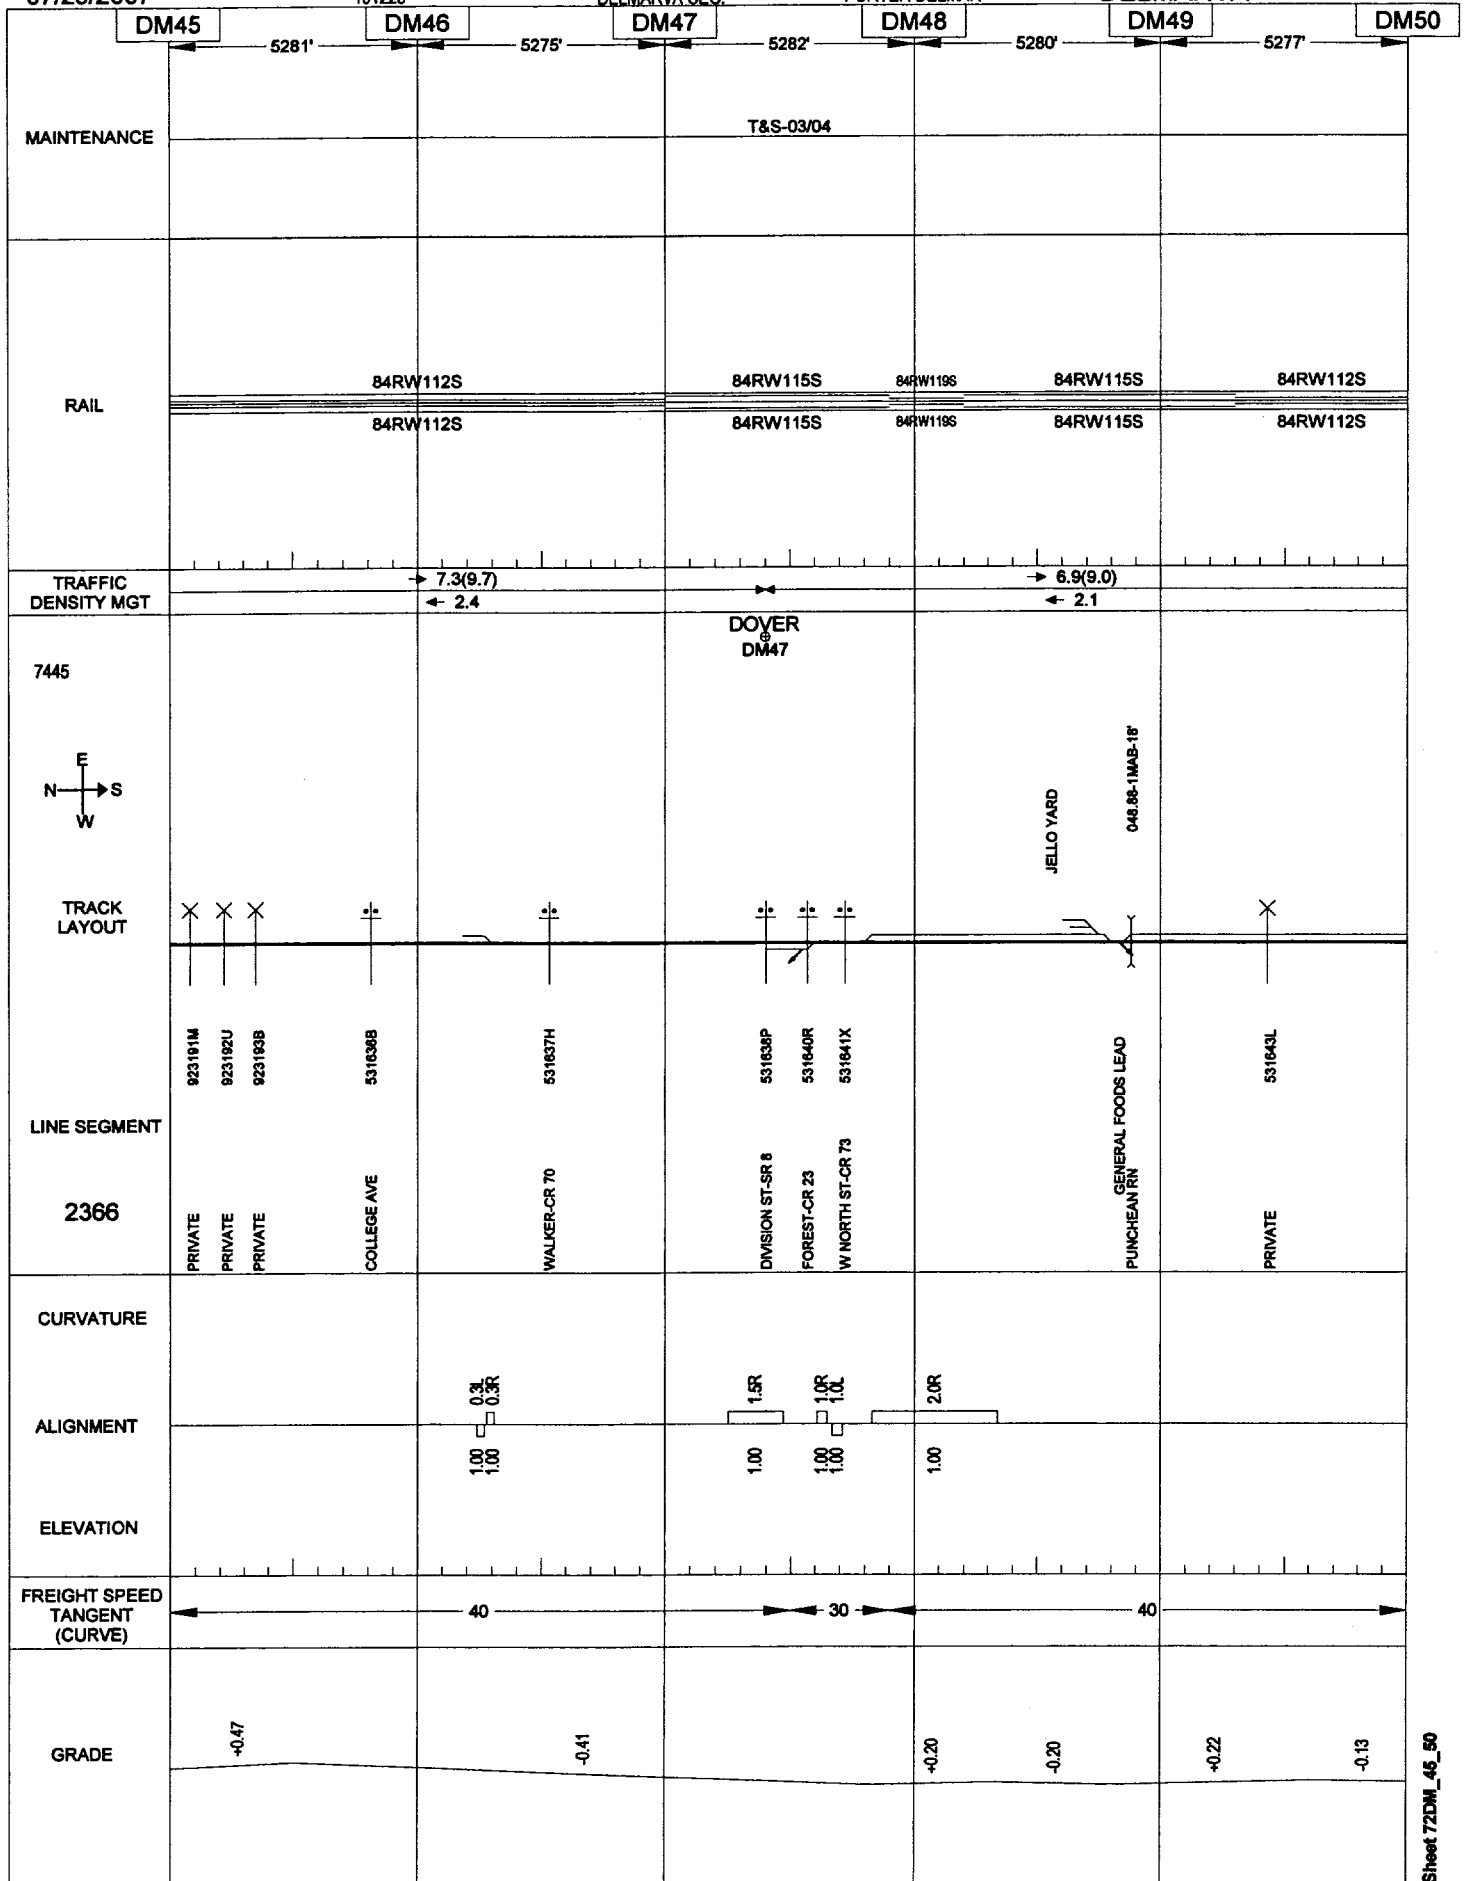 DM45 DM46 DM47 DM48 DM49 DM50
5281' 5275' 5282' 5280' 5277'
MAINTENANCE
T&S-03/04
RAIL
84RW112S 84RW115S 84RW119S 84RW115S 84RW112S
84RW112S 84RW115S 84RW119S 84RW115S 84RW112S
TRAFFIC
DENSITY MGT
7.3(9.7) 6.9(9.0)
2.4 2.1
DOVER
DM47
7445
E
N S
W
JELLO YARD
048.88-1MAB-18'
TRACK
LAYOUT
923191M
923192U
923193B
531636B
531637H
531638P
531640R
531641X
531643L
LINE SEGMENT
2366
PRIVATE
PRIVATE
PRIVATE
COLLEGE AVE
WALKER-CR 70
DIVISION ST-SR 8
FOREST-CR 23
W NORTH ST-CR 73
GENERAL FOODS LEAD
PUNCHEAN RN
PRIVATE
CURVATURE
0.3L
0.3R
1.5R
1.0R
1.0L
2.0R
ALIGNMENT
1.00
1.00
1.00
1.00
1.00
1.00
ELEVATION
FREIGHT SPEED
TANGENT
(CURVE)
40 30 40
GRADE
+0.47
-0.41
+0.20
-0.20
+0.22
-0.13
Sheet 72DM_45_50